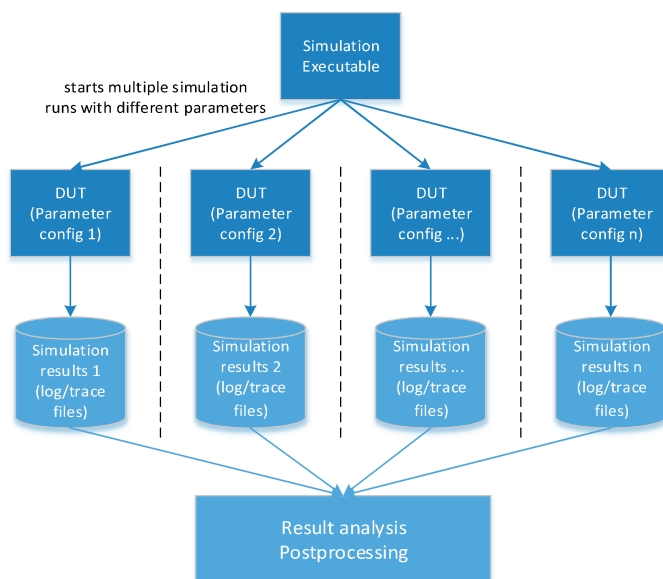 Simulation
Executable
starts multiple simulation
runs with different parameters
DUT
(Parameter
config 1)
DUT
(Parameter
config 2)
DUT
(Parameter
config ...)
DUT
(Parameter
config n)
Simulation
results 1
(log/trace
files)
Simulation
results 2
(log/trace
files)
Simulation
results ...
(log/trace
files)
Simulation
results n
(log/trace
files)
Result analysis
Postprocessing